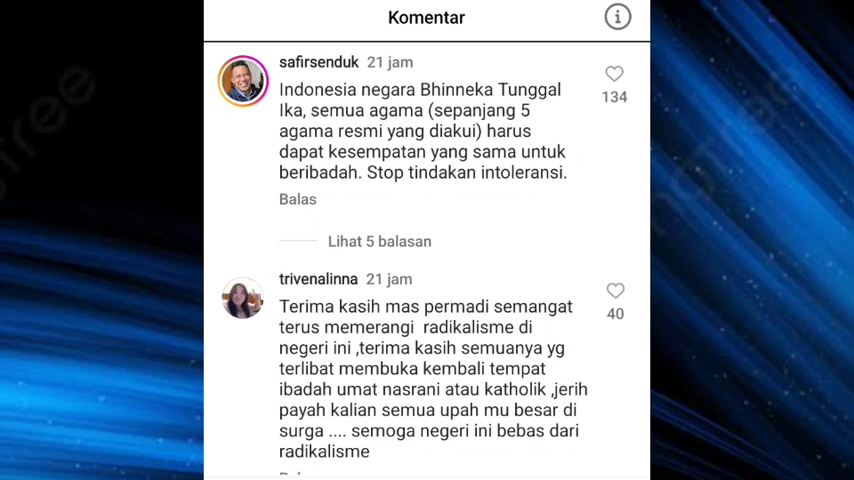 Komentar
safirsenduk 21 jam
Indonesia negara Bhinneka Tunggal
Ika, semua agama (sepanjang 5
agama resmi yang diakui) harus
dapat kesempatan yang sama untuk
beribadah. Stop tindakan intoleransi.
134
Balas
Lihat 5 balasan
trivenalinna 21 jam
Terima kasih mas permadi semangat
terus memerangi radikalisme di
negeri ini ,terima kasih semuanya yg
terlibat membuka kembali tempat
ibadah umat nasrani atau katholik ,jerih
payah kalian semua upah mu besar di
surga .... semoga negeri ini bebas dari
radikalisme
40